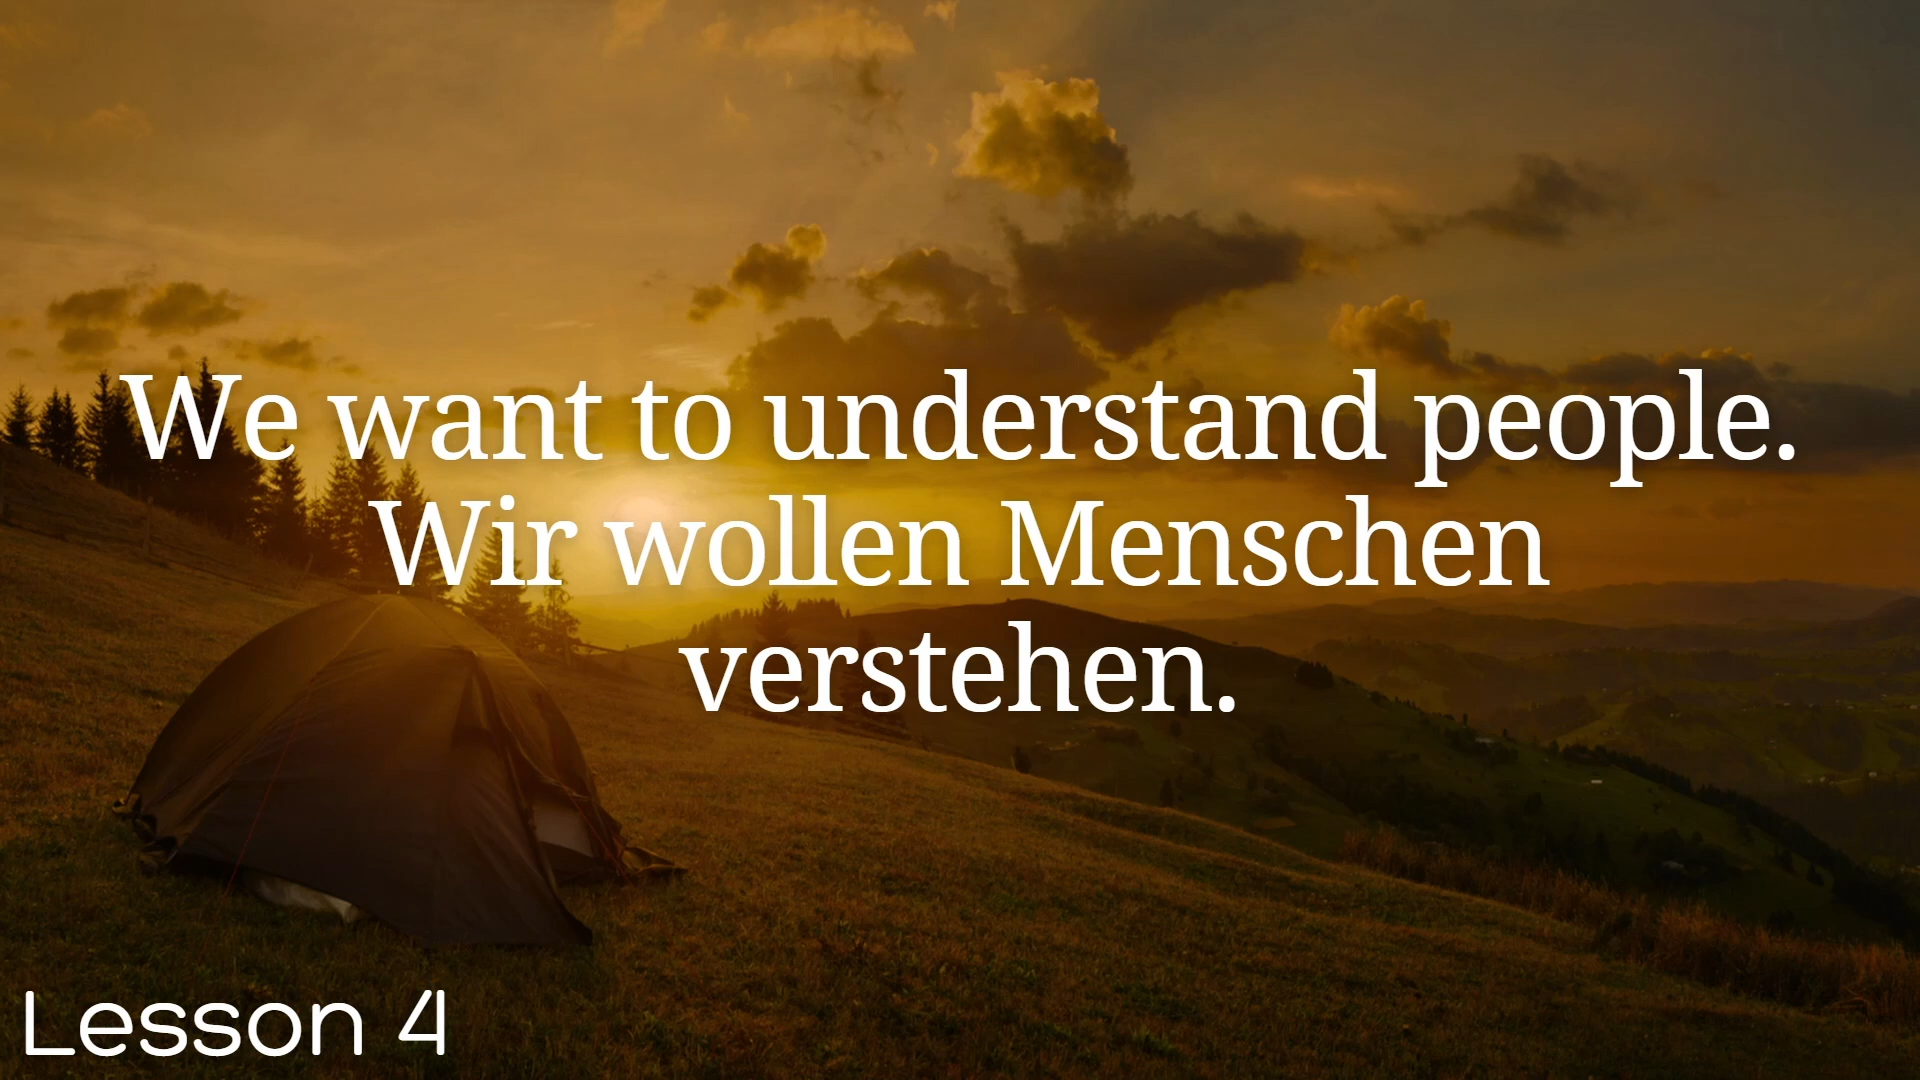 We want to understand people.
Wir wollen Menschen
verstehen.
Lesson 4